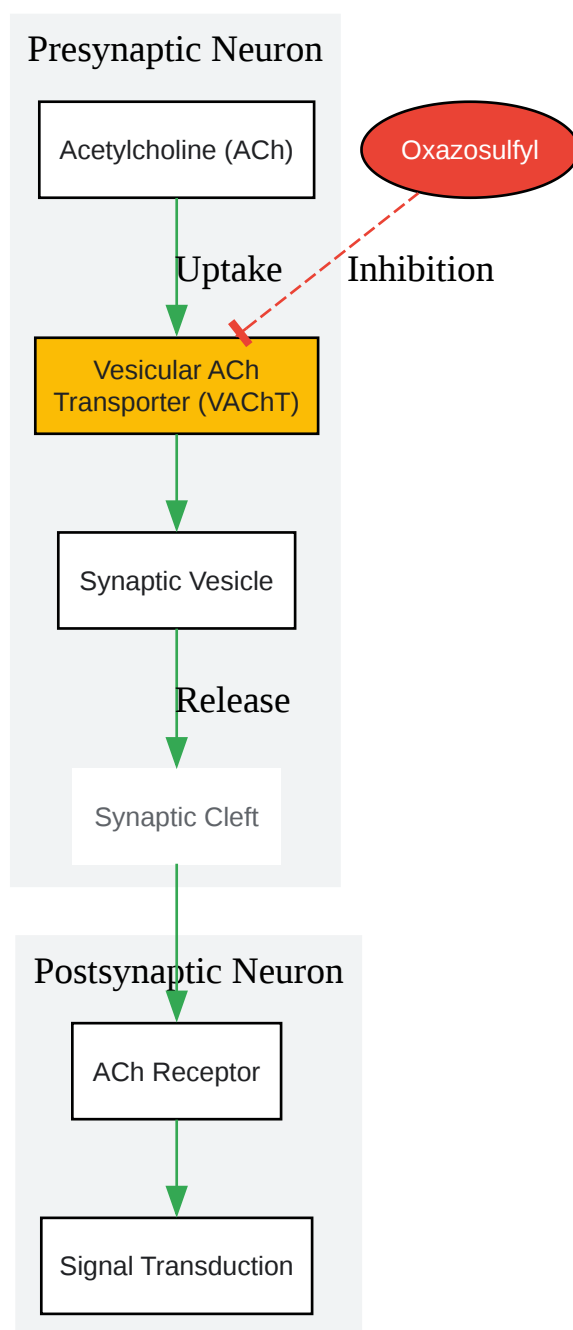 Presynaptic Neuron
Acetylcholine (ACh)
Oxazosulfyl
Uptake
Inhibition
Vesicular ACh
Transporter (VAChT)
Synaptic Vesicle
Release
Synaptic Cleft
Postsynaptic Neuron
ACh Receptor
Signal Transduction